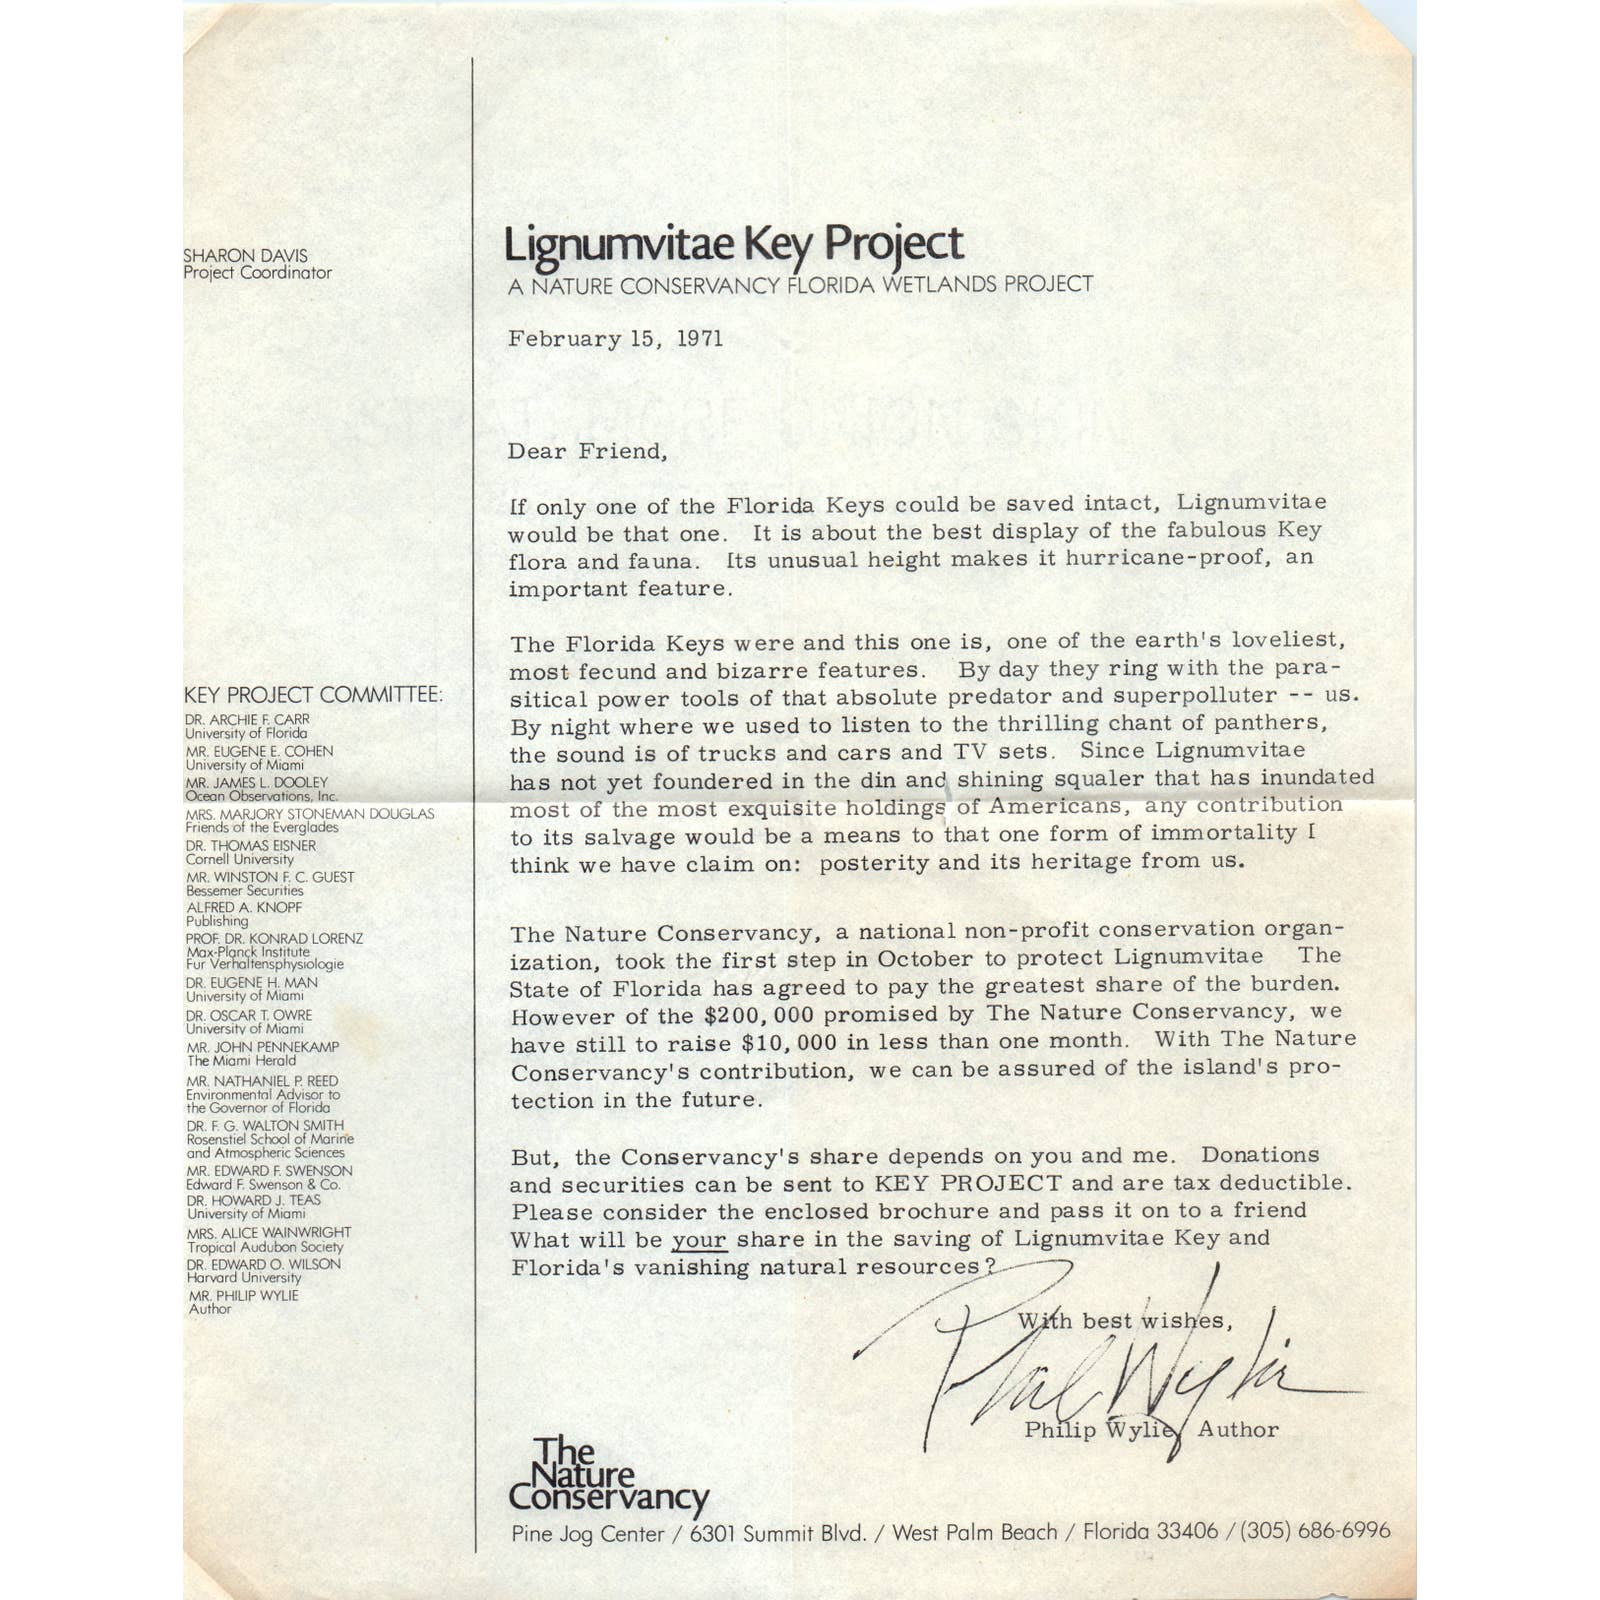 SHARON DAVIS
Project Coordinator
KEY PROJECT COMMITTEE:
DR. ARCHIE F. CARR
University of Florida
MR. EUGENE E. COHEN
University of Miami
MR. JAMES L. DOOLEY
Ocean Observations, Inc.
MRS. MARJORY STONEMAN DOUGLAS
Friends of the Everglades
DR. THOMAS EISNER
Cornell University
MR. WINSTON F. C. GUEST
Bessemer Securities
ALFRED A. KNOPF
Publishing
PROF. DR. KONRAD LORENZ
Max-Planck Institute
Fur Verhaltensphysiologie
DR. EUGENE H. MAN
University of Miami
DR. OSCAR T. OWRE
University of Miami
MR. JOHN PENNEKAMP
The Miami Herald
MR. NATHANIEL P. REED
Environmental Advisor to
the Governor of Florida
DR. F. G. WALTON SMITH
Rosenstiel School of Marine
and Atmospheric Sciences
MR. EDWARD F. SWENSON
Edward F. Swenson & Co.
DR. HOWARD J. TEAS
University of Miami
MRS. ALICE WAINWRIGHT
Tropical Audubon Society
DR. EDWARD O. WILSON
Harvard University
MR. PHILIP WYLIE
Author
Lignumvitae Key Project
A NATURE CONSERVANCY FLORIDA WETLANDS PROJECT
February 15, 1971
Dear Friend,
If only one of the Florida Keys could be saved intact, Lignumvitae
would be that one. It is about the best display of the fabulous Key
flora and fauna. Its unusual height makes it hurricane-proof, an
important feature.
The Florida Keys were and this one is, one of the earth's loveliest,
most fecund and bizarre features. By day they ring with the para-
sitical power tools of that absolute predator and superpolluter -- us.
By night where we used to listen to the thrilling chant of panthers,
the sound is of trucks and cars and TV sets. Since Lignumvitae
has not yet foundered in the din and shining squaler that has inundated
most of the most exquisite holdings of Americans, any contribution
to its salvage would be a means to that one form of immortality I
think we have claim on: posterity and its heritage from us.
The Nature Conservancy, a national non-profit conservation organ-
ization, took the first step in October to protect Lignumvitae The
State of Florida has agreed to pay the greatest share of the burden.
However of the $200,000 promised by The Nature Conservancy, we
have still to raise $10,000 in less than one month. With The Nature
Conservancy's contribution, we can be assured of the island's pro-
tection in the future.
But, the Conservancy's share depends on you and me. Donations
and securities can be sent to KEY PROJECT and are tax deductible.
Please consider the enclosed brochure and pass it on to a friend
What will be your share in the saving of Lignumvitae Key and
Florida's vanishing natural resources?
With best wishes,
Phil Wylie
Philip Wylie, Author
The
Nature
Conservancy
Pine Jog Center / 6301 Summit Blvd. / West Palm Beach / Florida 33406 / (305) 686-6996